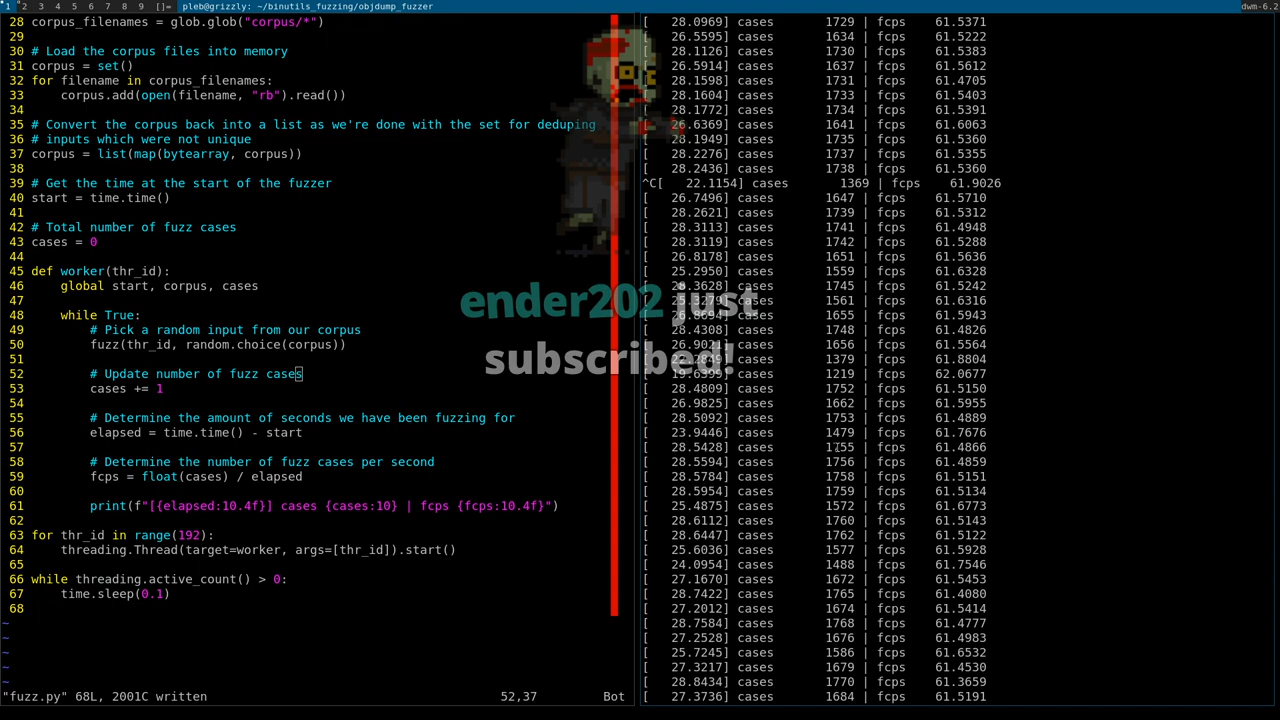 1 2 3 4 5 6 7 8 9 []= pleb@grizzly: ~/binutils_fuzzing/objdump_fuzzer dwm-6.2
28 corpus_filenames = glob.glob("corpus/*")
29
30 # Load the corpus files into memory
31 corpus = set()
32 for filename in corpus_filenames:
33     corpus.add(open(filename, "rb").read())
34
35 # Convert the corpus back into a list as we're done with the set for deduping
36 # inputs which were not unique
37 corpus = list(map(bytearray, corpus))
38
39 # Get the time at the start of the fuzzer
40 start = time.time()
41
42 # Total number of fuzz cases
43 cases = 0
44
45 def worker(thr_id):
46     global start, corpus, cases
47
48     while True:
49         # Pick a random input from our corpus
50         fuzz(thr_id, random.choice(corpus))
51
52         # Update number of fuzz cases
53         cases += 1
54
55         # Determine the amount of seconds we have been fuzzing for
56         elapsed = time.time() - start
57
58         # Determine the number of fuzz cases per second
59         fcps = float(cases) / elapsed
60
61         print(f"[{elapsed:10.4f}] cases {cases:10} | fcps {fcps:10.4f}")
62
63 for thr_id in range(192):
64     threading.Thread(target=worker, args=[thr_id]).start()
65
66 while threading.active_count() > 0:
67     time.sleep(0.1)
68
~
~
~
~
~
"fuzz.py" 68L, 2001C written 52,37 Bot
ender202 just
subscribed!
[ 28.0969] cases 1729 | fcps 61.5371
[ 26.5595] cases 1634 | fcps 61.5222
[ 28.1126] cases 1730 | fcps 61.5383
[ 26.5914] cases 1637 | fcps 61.5612
[ 28.1598] cases 1731 | fcps 61.4705
[ 28.1604] cases 1733 | fcps 61.5403
[ 28.1772] cases 1734 | fcps 61.5391
[ 26.6369] cases 1641 | fcps 61.6063
[ 28.1949] cases 1735 | fcps 61.5360
[ 28.2276] cases 1737 | fcps 61.5355
[ 28.2436] cases 1738 | fcps 61.5360
^C[ 22.1154] cases 1369 | fcps 61.9026
[ 26.7496] cases 1647 | fcps 61.5710
[ 28.2621] cases 1739 | fcps 61.5312
[ 28.3113] cases 1741 | fcps 61.4948
[ 28.3119] cases 1742 | fcps 61.5288
[ 26.8178] cases 1651 | fcps 61.5636
[ 25.2950] cases 1559 | fcps 61.6328
[ 28.3628] cases 1745 | fcps 61.5242
[ 25.3279] cases 1561 | fcps 61.6316
[ 26.8694] cases 1655 | fcps 61.5943
[ 28.4308] cases 1748 | fcps 61.4826
[ 26.9021] cases 1656 | fcps 61.5564
[ 22.2849] cases 1379 | fcps 61.8804
[ 19.6399] cases 1219 | fcps 62.0677
[ 28.4809] cases 1752 | fcps 61.5150
[ 26.9825] cases 1662 | fcps 61.5955
[ 28.5092] cases 1753 | fcps 61.4889
[ 23.9446] cases 1479 | fcps 61.7676
[ 28.5428] cases 1755 | fcps 61.4866
[ 28.5594] cases 1756 | fcps 61.4859
[ 28.5784] cases 1758 | fcps 61.5151
[ 28.5954] cases 1759 | fcps 61.5134
[ 25.4875] cases 1572 | fcps 61.6773
[ 28.6112] cases 1760 | fcps 61.5143
[ 28.6447] cases 1762 | fcps 61.5122
[ 25.6036] cases 1577 | fcps 61.5928
[ 24.0954] cases 1488 | fcps 61.7546
[ 27.1670] cases 1672 | fcps 61.5453
[ 28.7422] cases 1765 | fcps 61.4080
[ 27.2012] cases 1674 | fcps 61.5414
[ 28.7584] cases 1768 | fcps 61.4777
[ 27.2528] cases 1676 | fcps 61.4983
[ 25.7245] cases 1586 | fcps 61.6532
[ 27.3217] cases 1679 | fcps 61.4530
[ 28.8434] cases 1770 | fcps 61.3659
[ 27.3736] cases 1684 | fcps 61.5191